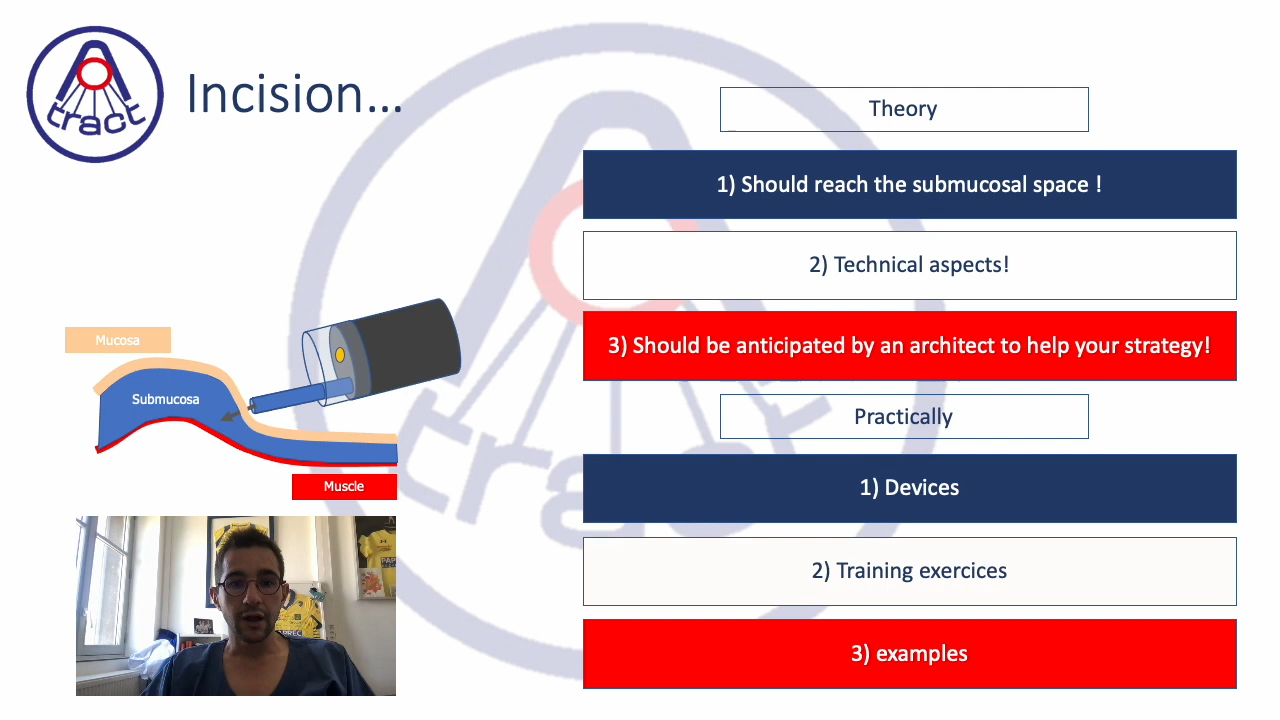 tract
Incision...
Theory
1) Should reach the submucosal space !
2) Technical aspects!
3) Should be anticipated by an architect to help your strategy!
Practically
1) Devices
2) Training exercices
3) examples
Mucosa
Submucosa
Muscle
tract